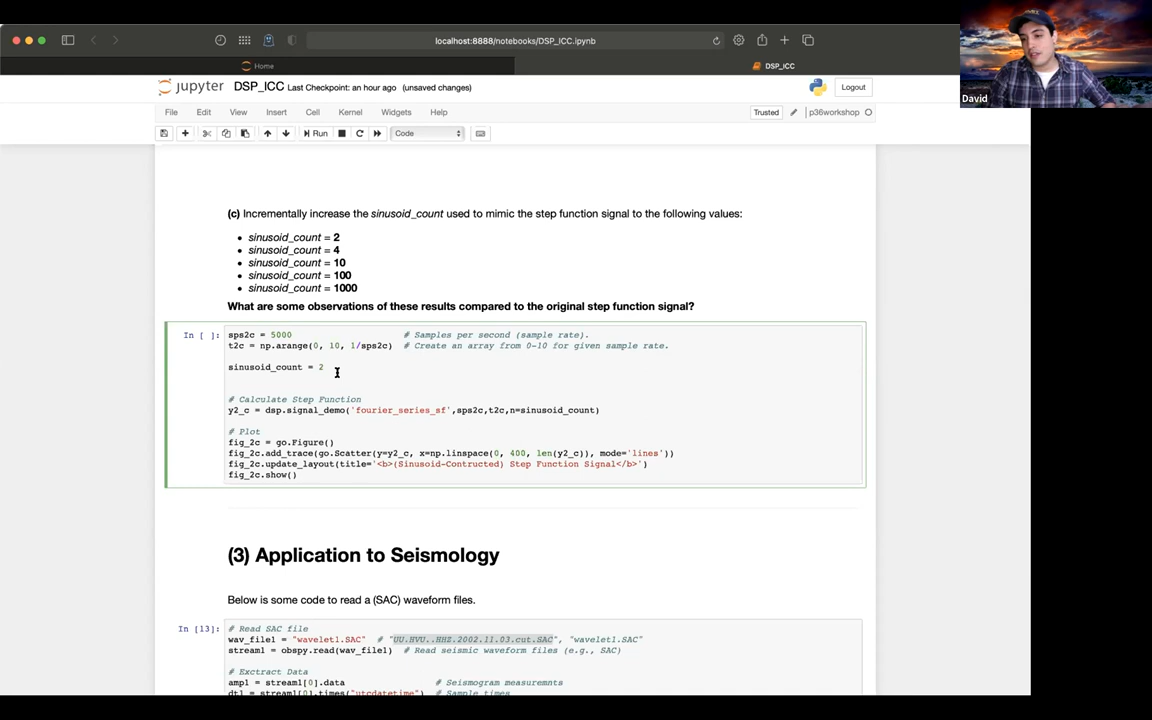 localhost:8888/notebooks/DSP_ICC.ipynb
Home
DSP_ICC
David
jupyter DSP_ICC Last Checkpoint: an hour ago (unsaved changes)
Logout
File Edit View Insert Cell Kernel Widgets Help
Trusted
p36workshop
Run
Code
(c) Incrementally increase the sinusoid_count used to mimic the step function signal to the following values:
• sinusoid_count = 2
• sinusoid_count = 4
• sinusoid_count = 10
• sinusoid_count = 100
• sinusoid_count = 1000
What are some observations of these results compared to the original step function signal?
In [ ]: sps2c = 5000 # Samples per second (sample rate).
t2c = np.arange(0, 10, 1/sps2c) # Create an array from 0-10 for given sample rate.
sinusoid_count = 2
# Calculate Step Function
y2_c = dsp.signal_demo('fourier_series_sf',sps2c,t2c,n=sinusoid_count)
# Plot
fig_2c = go.Figure()
fig_2c.add_trace(go.Scatter(y=y2_c, x=np.linspace(0, 400, len(y2_c)), mode='lines'))
fig_2c.update_layout(title='<b>(Sinusoid-Contructed) Step Function Signal</b>')
fig_2c.show()
(3) Application to Seismology
Below is some code to read a (SAC) waveform files.
In [13]: # Read SAC file
wav_file1 = "wavelet1.SAC" # "UU.HVU..HHZ.2002.11.03.cut.SAC", "wavelet1.SAC"
stream1 = obspy.read(wav_file1) # Read seismic waveform files (e.g., SAC)
# Exctract Data
amp1 = stream1[0].data # Seismogram measuremnts
dt1 = stream1[0].times("utcdatetime") # Sample times